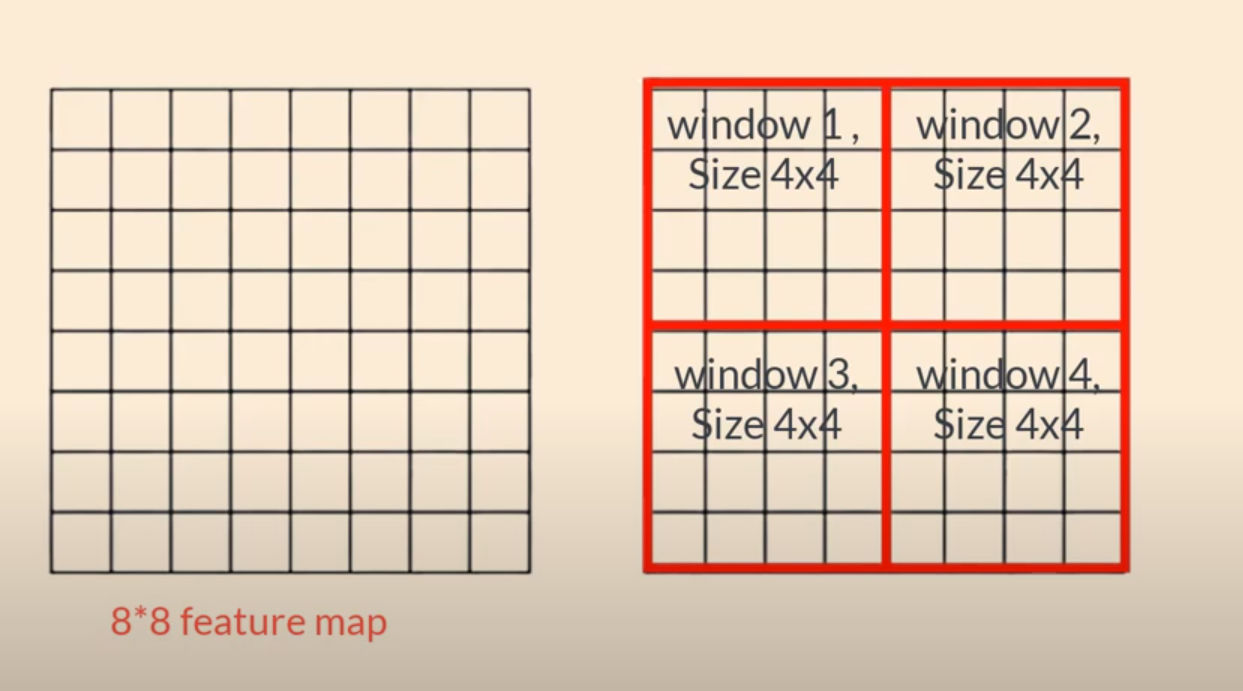 window 1 ,
Size 4x4
window 2,
Size 4x4
window 3,
Size 4x4
window 4,
Size 4x4
8*8 feature map